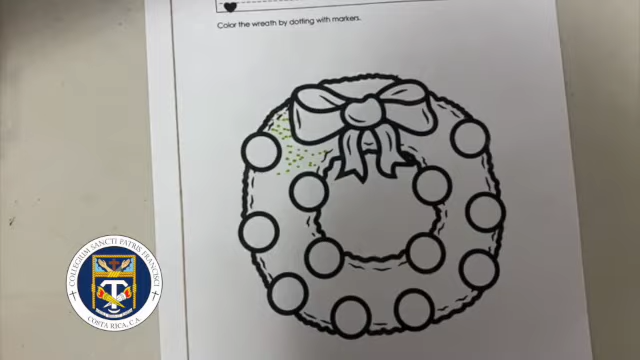 Color the wreath by dotting with markers.
COLLEGIUM SANCTI PATRIS FRANCISCI
COSTA RICA, C.A.